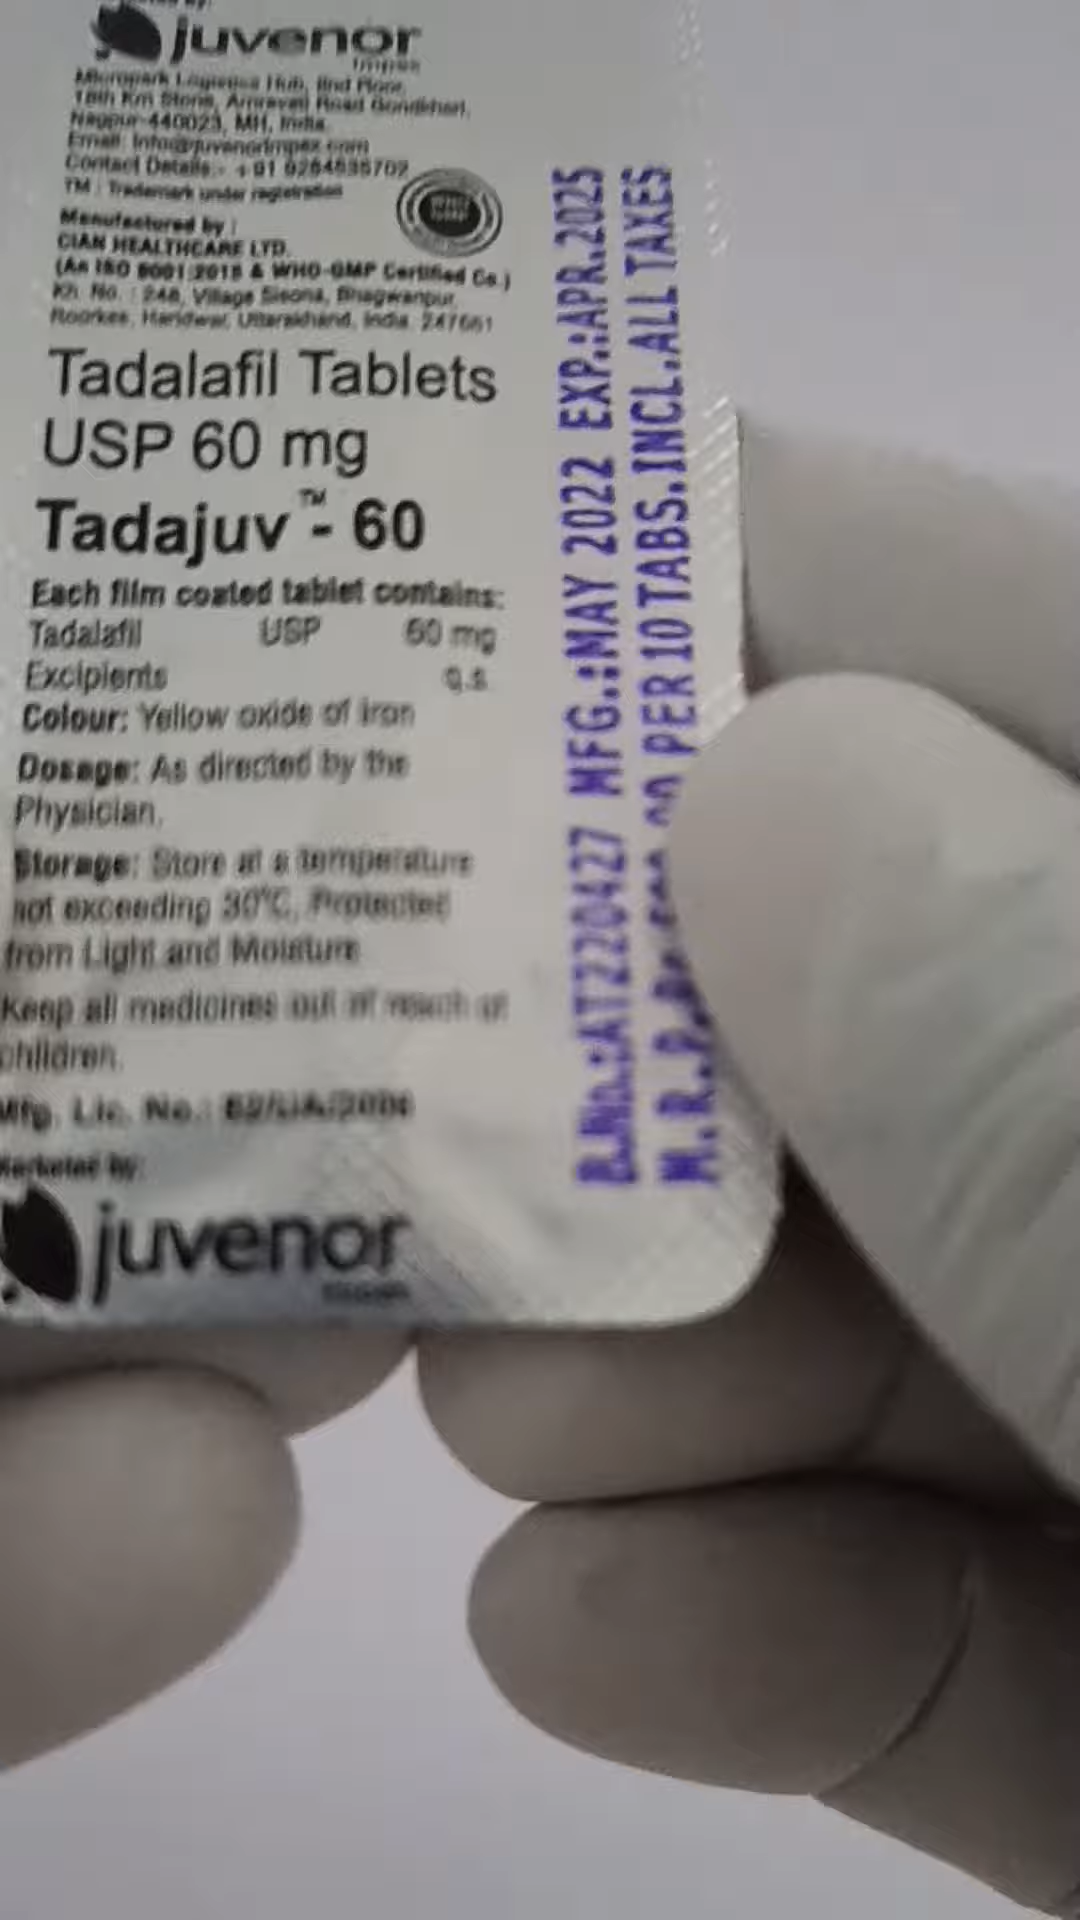 juvenor
Impex
Micropark Logistics Hub, IInd Floor,
18th Km Stone, Amravati Road Gondkhari,
Nagpur-440023, MH, India.
Email: info@juvenorimpex.com
Contact Details:- +91 9284535702
TM : Trademark under registration
WHO
GMP
Manufactured by :
CIAN HEALTHCARE LTD.
(An ISO 9001:2015 & WHO-GMP Certified Co.)
Kh. No. : 248, Village Sisona, Bhagwanpur,
Roorkee, Haridwar, Uttarakhand, India. 247661
Tadalafil Tablets
USP 60 mg
Tadajuv™- 60
Each film coated tablet contains:
Tadalafil USP 60 mg
Excipients q.s.
Colour: Yellow oxide of iron
Dosage: As directed by the
Physician.
Storage: Store at a temperature
not exceeding 30°C, Protected
from Light and Moisture
Keep all medicines out of reach of
children.
Mfg. Lic. No.:
Marketed by:
juvenor
Impex
B.No.:AT220427 MFG.:MAY 2022 EXP.:APR.2025
M.R.P. PER 10 TABS.INCL.ALL TAXES